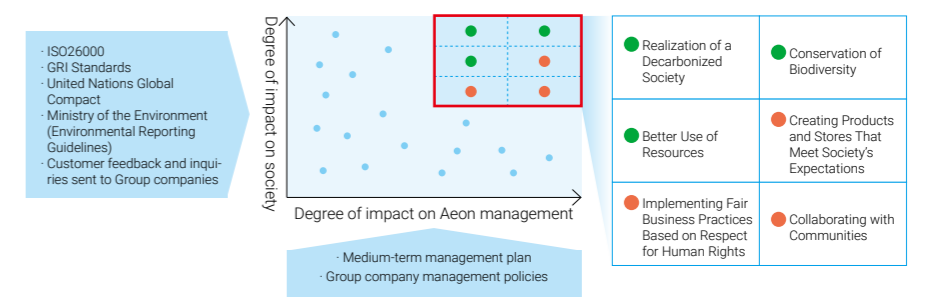 · ISO26000
· GRI Standards
· United Nations Global
Compact
· Ministry of the Environment
(Environmental Reporting
Guidelines)
· Customer feedback and inqui-
ries sent to Group companies
Degree of impact on society
Degree of impact on Aeon management
· Medium-term management plan
· Group company management policies
Realization of a
Decarbonized
Society
Conservation of
Biodiversity
Better Use of
Resources
Creating Products
and Stores That
Meet Society's
Expectations
Implementing Fair
Business Practices
Based on Respect
for Human Rights
Collaborating with
Communities